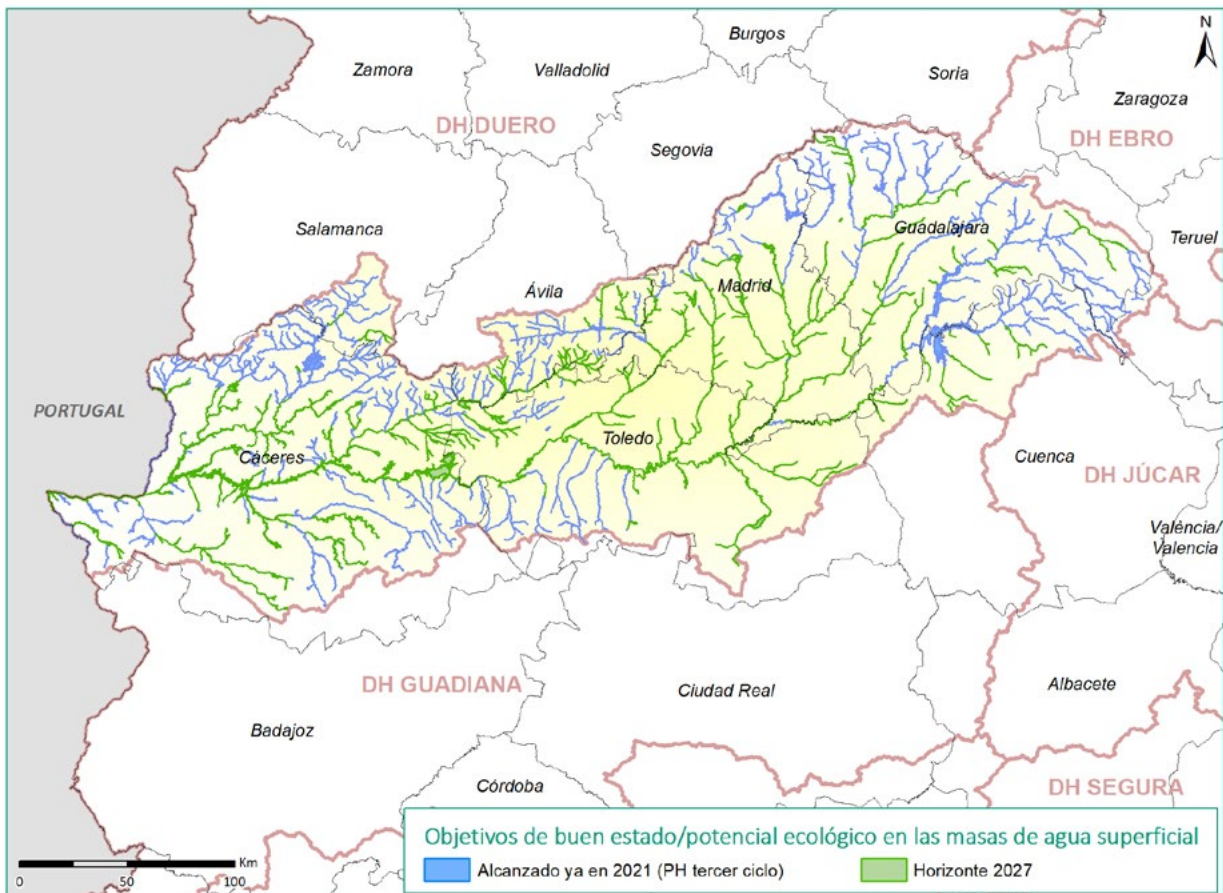 N
Burgos
Zamora
Valladolid
Soria
Zaragoza
DH DUERO
DH EBRO
Segovia
Salamanca
Guadalajara
Teruel
Ávila
Madrid
PORTUGAL
Toledo
Cáceres
Cuenca
DH JÚCAR
València/
Valencia
DH GUADIANA
Ciudad Real
Albacete
Badajoz
Córdoba
DH SEGURA
Objetivos de buen estado/potencial ecológico en las masas de agua superficial
Alcanzado ya en 2021 (PH tercer ciclo)
Horizonte 2027
Km
0 50 100